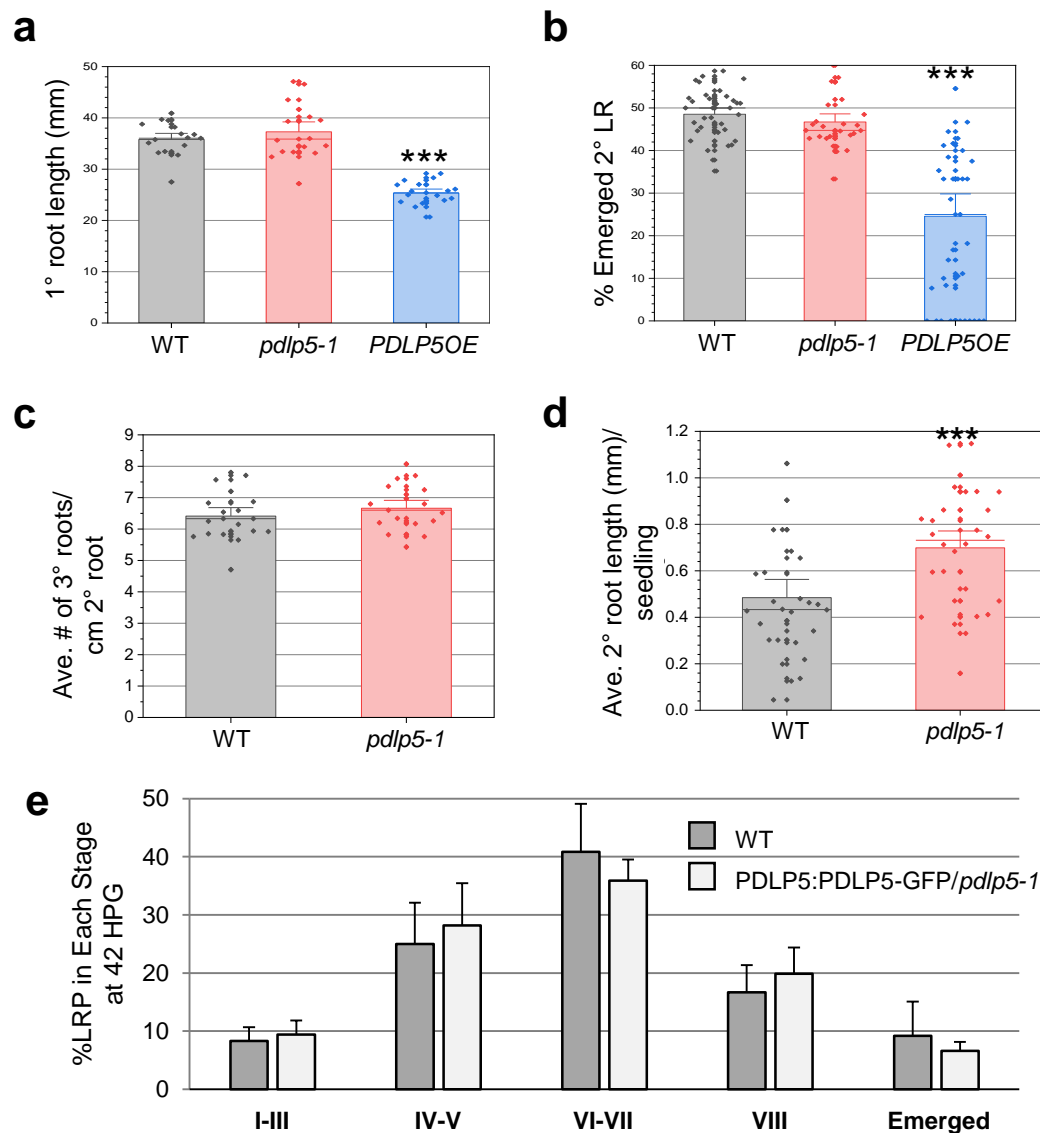 a
1° root length (mm)
50
40
30
20
10
0
***
WT
pdlp5-1
PDLP5OE
b
% Emerged 2° LR
60
50
40
30
20
10
0
***
WT
pdlp5-1
PDLP5OE
c
Ave. # of 3° roots/
cm 2° root
9
8
7
6
5
4
3
2
1
0
WT
pdlp5-1
d
Ave. 2° root length (mm)/
seedling
1.2
1.0
0.8
0.6
0.4
0.2
0.0
***
WT
pdlp5-1
e
%LRP in Each Stage
at 42 HPG
50
40
30
20
10
0
WT
PDLP5:PDLP5-GFP/pdlp5-1
I-III
IV-V
VI-VII
VIII
Emerged